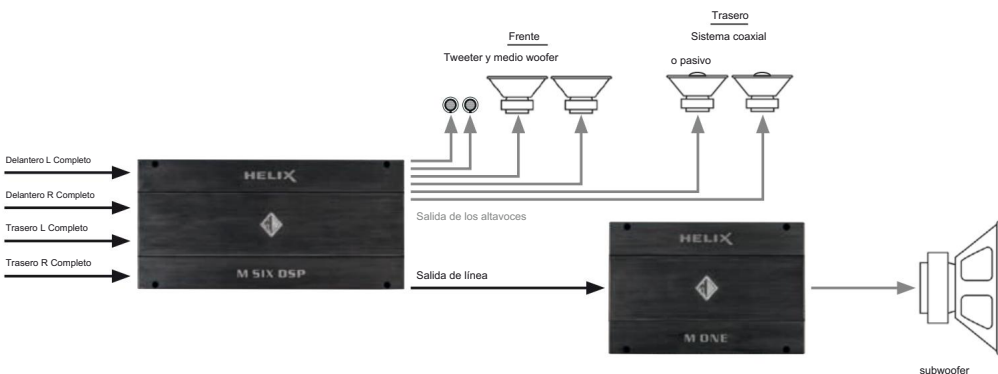 Trasero
Frente
Sistema coaxial
Tweeter y medio woofer
o pasivo
Delantero L Completo
HELIX
Delantero R Completo
Salida de los altavoces
Trasero L Completo
HELIX
Trasero R Completo
M SIX DSP
Salida de línea
M ONE
subwoofer